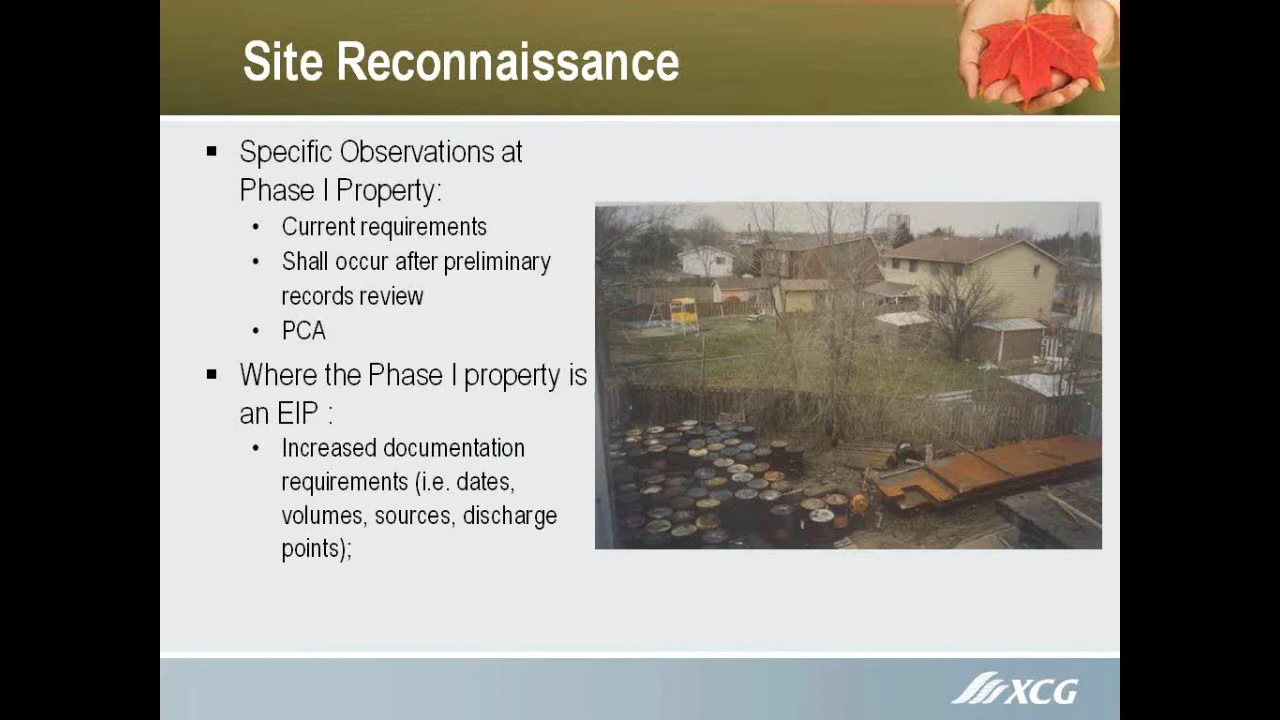 Site Reconnaissance
▪ Specific Observations at
Phase I Property:
• Current requirements
• Shall occur after preliminary
records review
• PCA
▪ Where the Phase I property is
an EIP :
• Increased documentation
requirements (i.e. dates,
volumes, sources, discharge
points);
XCG